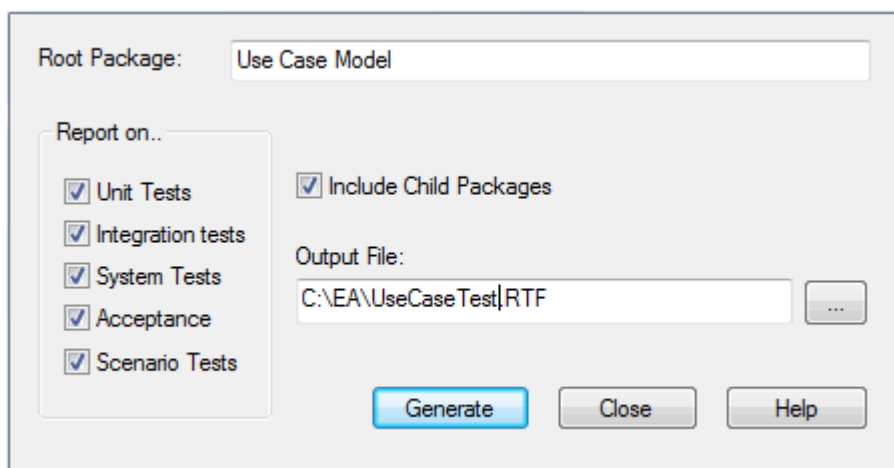 Root Package: Use Case Model
Report on..
Unit Tests
Include Child Packages
Integration tests
Output File:
System Tests
C:\EA\UseCaseTest.RTF ...
Acceptance
Scenario Tests
Generate Close Help